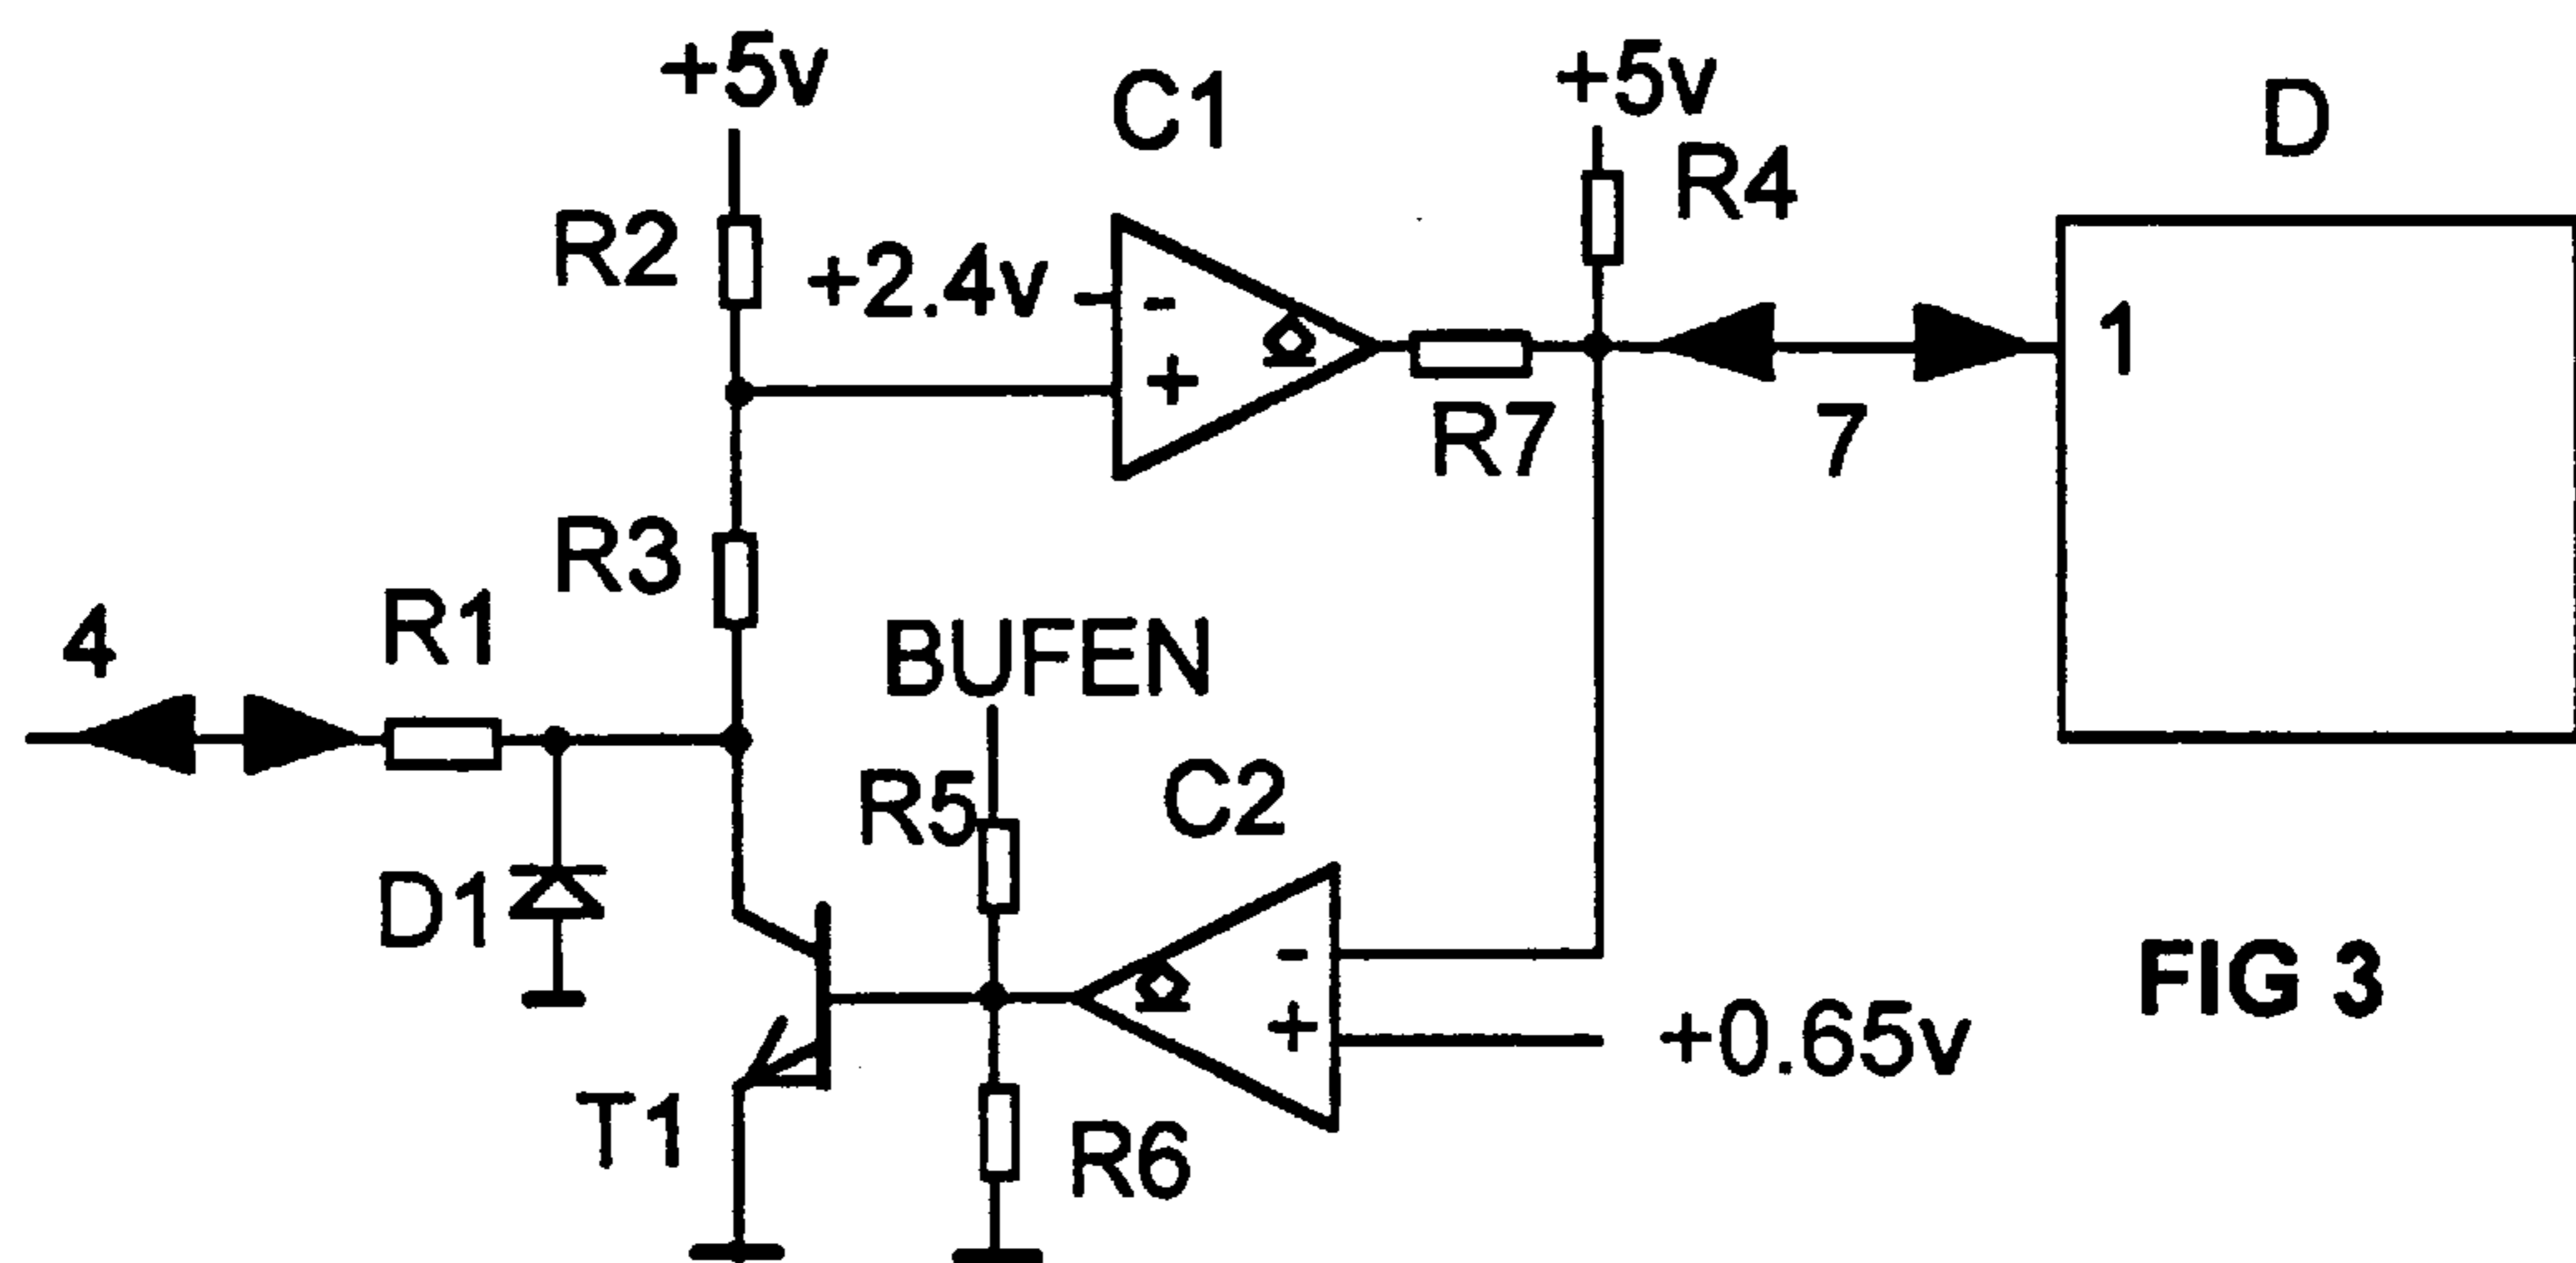 +5v
C1
+5v
D
R4
R2
+2.4v
-
+
1
R7
7
R3
4
R1
BUFEN
R5
C2
D1
-
+
+0.65v
FIG 3
T1
R6